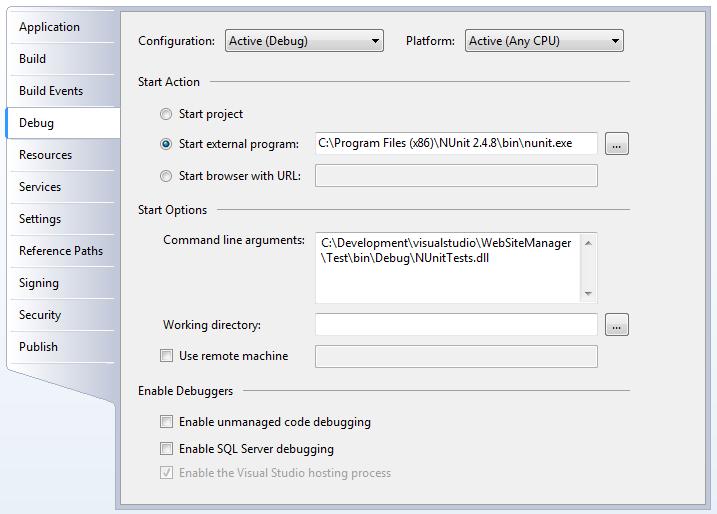 Application
Build
Build Events
Debug
Resources
Services
Settings
Reference Paths
Signing
Security
Publish
Configuration: Active (Debug) Platform: Active (Any CPU)
Start Action
Start project
Start external program: C:\Program Files (x86)\NUnit 2.4.8\bin\nunit.exe ...
Start browser with URL:
Start Options
Command line arguments: C:\Development\visualstudio\WebSiteManager
\Test\bin\Debug\NUnitTests.dll
Working directory: ...
Use remote machine
Enable Debuggers
Enable unmanaged code debugging
Enable SQL Server debugging
Enable the Visual Studio hosting process